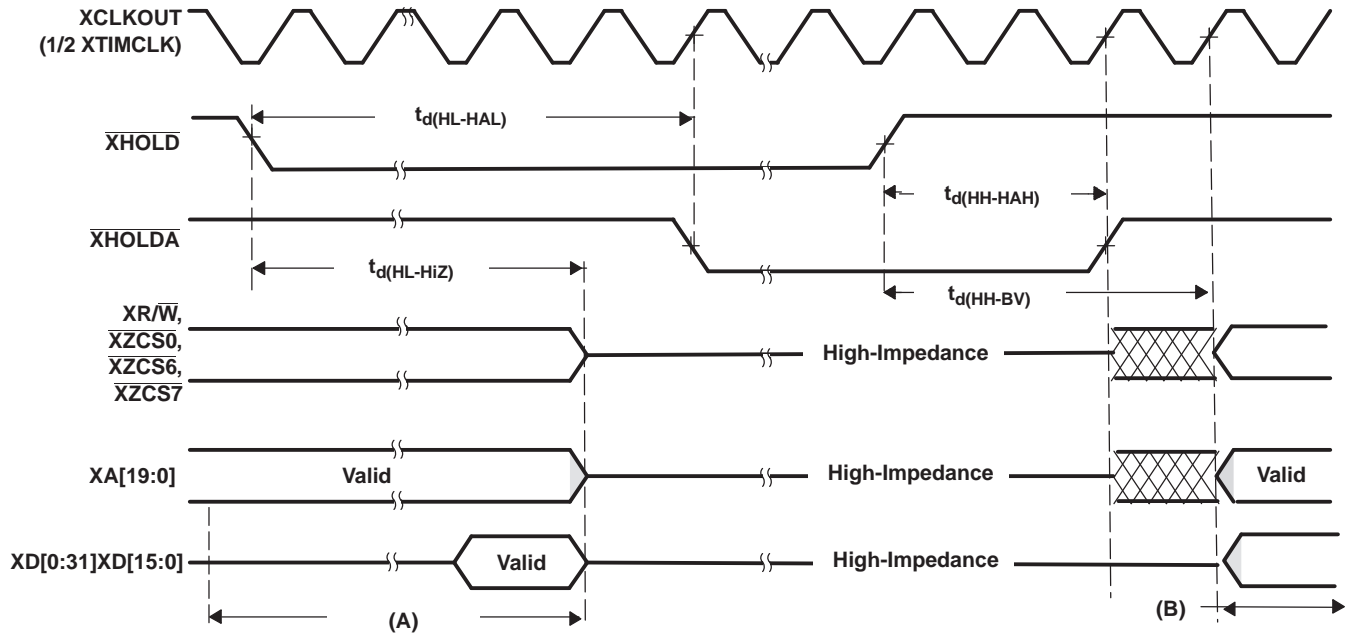 XCLKOUT
(1/2 XTIMCLK)
td(HL-HAL)
XHOLD
td(HH-HAH)
XHOLDA
td(HL-HiZ)
td(HH-BV)
XR/W,
XZCS0,
XZCS6,
XZCS7
High-Impedance
XA[19:0]
Valid
High-Impedance
Valid
XD[0:31]XD[15:0]
Valid
High-Impedance
(A)
(B)